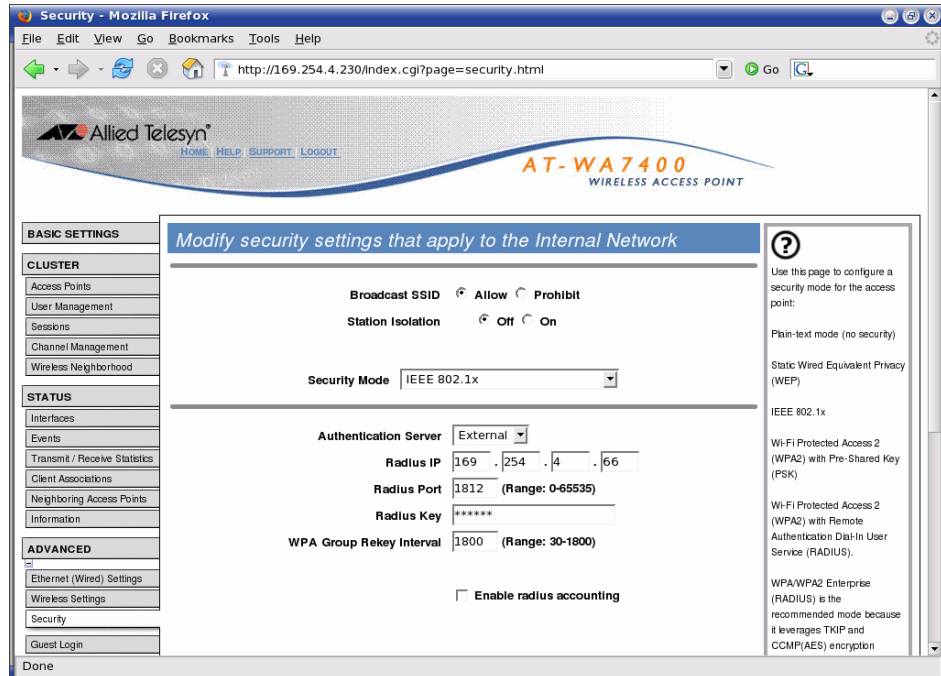 Security - Mozilla Firefox
File Edit View Go Bookmarks Tools Help
http://169.254.4.230/index.cgi?page=security.html
Go
G
Allied Telesyn®
HOME HELP SUPPORT LOGOUT
AT-WA7400
WIRELESS ACCESS POINT
BASIC SETTINGS
CLUSTER
Access Points
User Management
Sessions
Channel Management
Wireless Neighborhood
STATUS
Interfaces
Events
Transmit / Receive Statistics
Client Associations
Neighboring Access Points
Information
ADVANCED
Ethernet (Wired) Settings
Wireless Settings
Security
Guest Login
Modify security settings that apply to the Internal Network
Broadcast SSID Allow Prohibit
Station Isolation Off On
Security Mode IEEE 802.1x
Authentication Server External
Radius IP 169 . 254 . 4 . 66
Radius Port 1812 (Range: 0-65535)
Radius Key ******
WPA Group Rekey Interval 1800 (Range: 30-1800)
Enable radius accounting
?
Use this page to configure a
security mode for the access
point:
Plain-text mode (no security)
Static Wired Equivalent Privacy
(WEP)
IEEE 802.1x
Wi-Fi Protected Access 2
(WPA2) with Pre-Shared Key
(PSK)
Wi-Fi Protected Access 2
(WPA2) with Remote
Authentication Dial-In User
Service (RADIUS).
WPA/WPA2 Enterprise
(RADIUS) is the
recommended mode because
it leverages TKIP and
CCMP(AES) encryption
Done